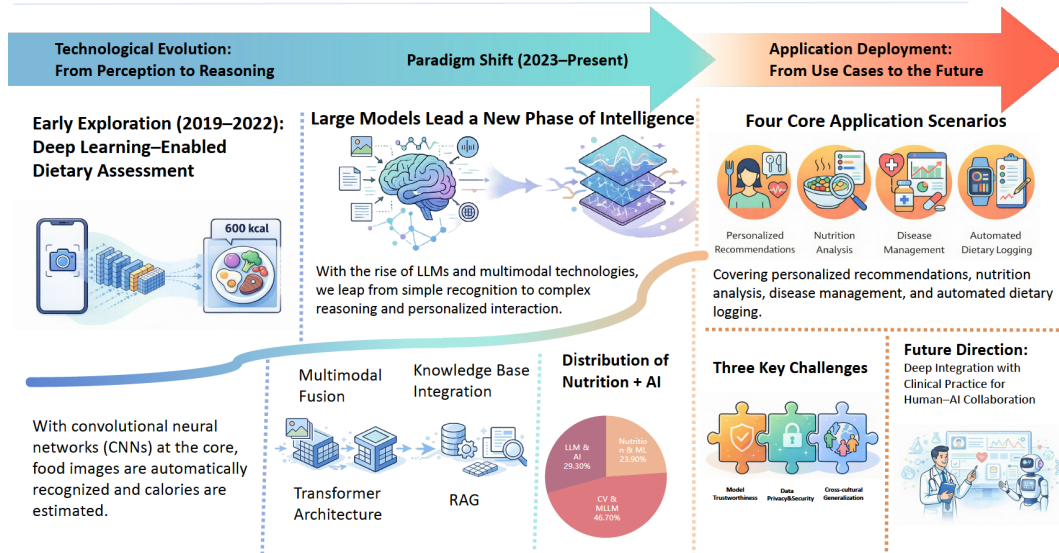 Technological Evolution:
From Perception to Reasoning
Paradigm Shift (2023–Present)
Application Deployment:
From Use Cases to the Future
Early Exploration (2019–2022):
Deep Learning–Enabled
Dietary Assessment
600 kcal
With convolutional neural
networks (CNNs) at the core,
food images are automatically
recognized and calories are
estimated.
Large Models Lead a New Phase of Intelligence
With the rise of LLMs and multimodal technologies,
we leap from simple recognition to complex
reasoning and personalized interaction.
Multimodal
Fusion
Knowledge Base
Integration
Transformer
Architecture
RAG
Distribution of
Nutrition + AI
LLM &
AI
29.30%
Nutritio
n & ML
23.90%
CV &
MLLM
46.70%
Four Core Application Scenarios
Personalized
Recommendations
Nutrition
Analysis
Disease
Management
Automated
Dietary Logging
Covering personalized recommendations, nutrition
analysis, disease management, and automated dietary
logging.
Three Key Challenges
Model
Trustworthiness
Data
Privacy&Security
Cross-cultural
Generalization
Future Direction:
Deep Integration with
Clinical Practice for
Human–AI Collaboration